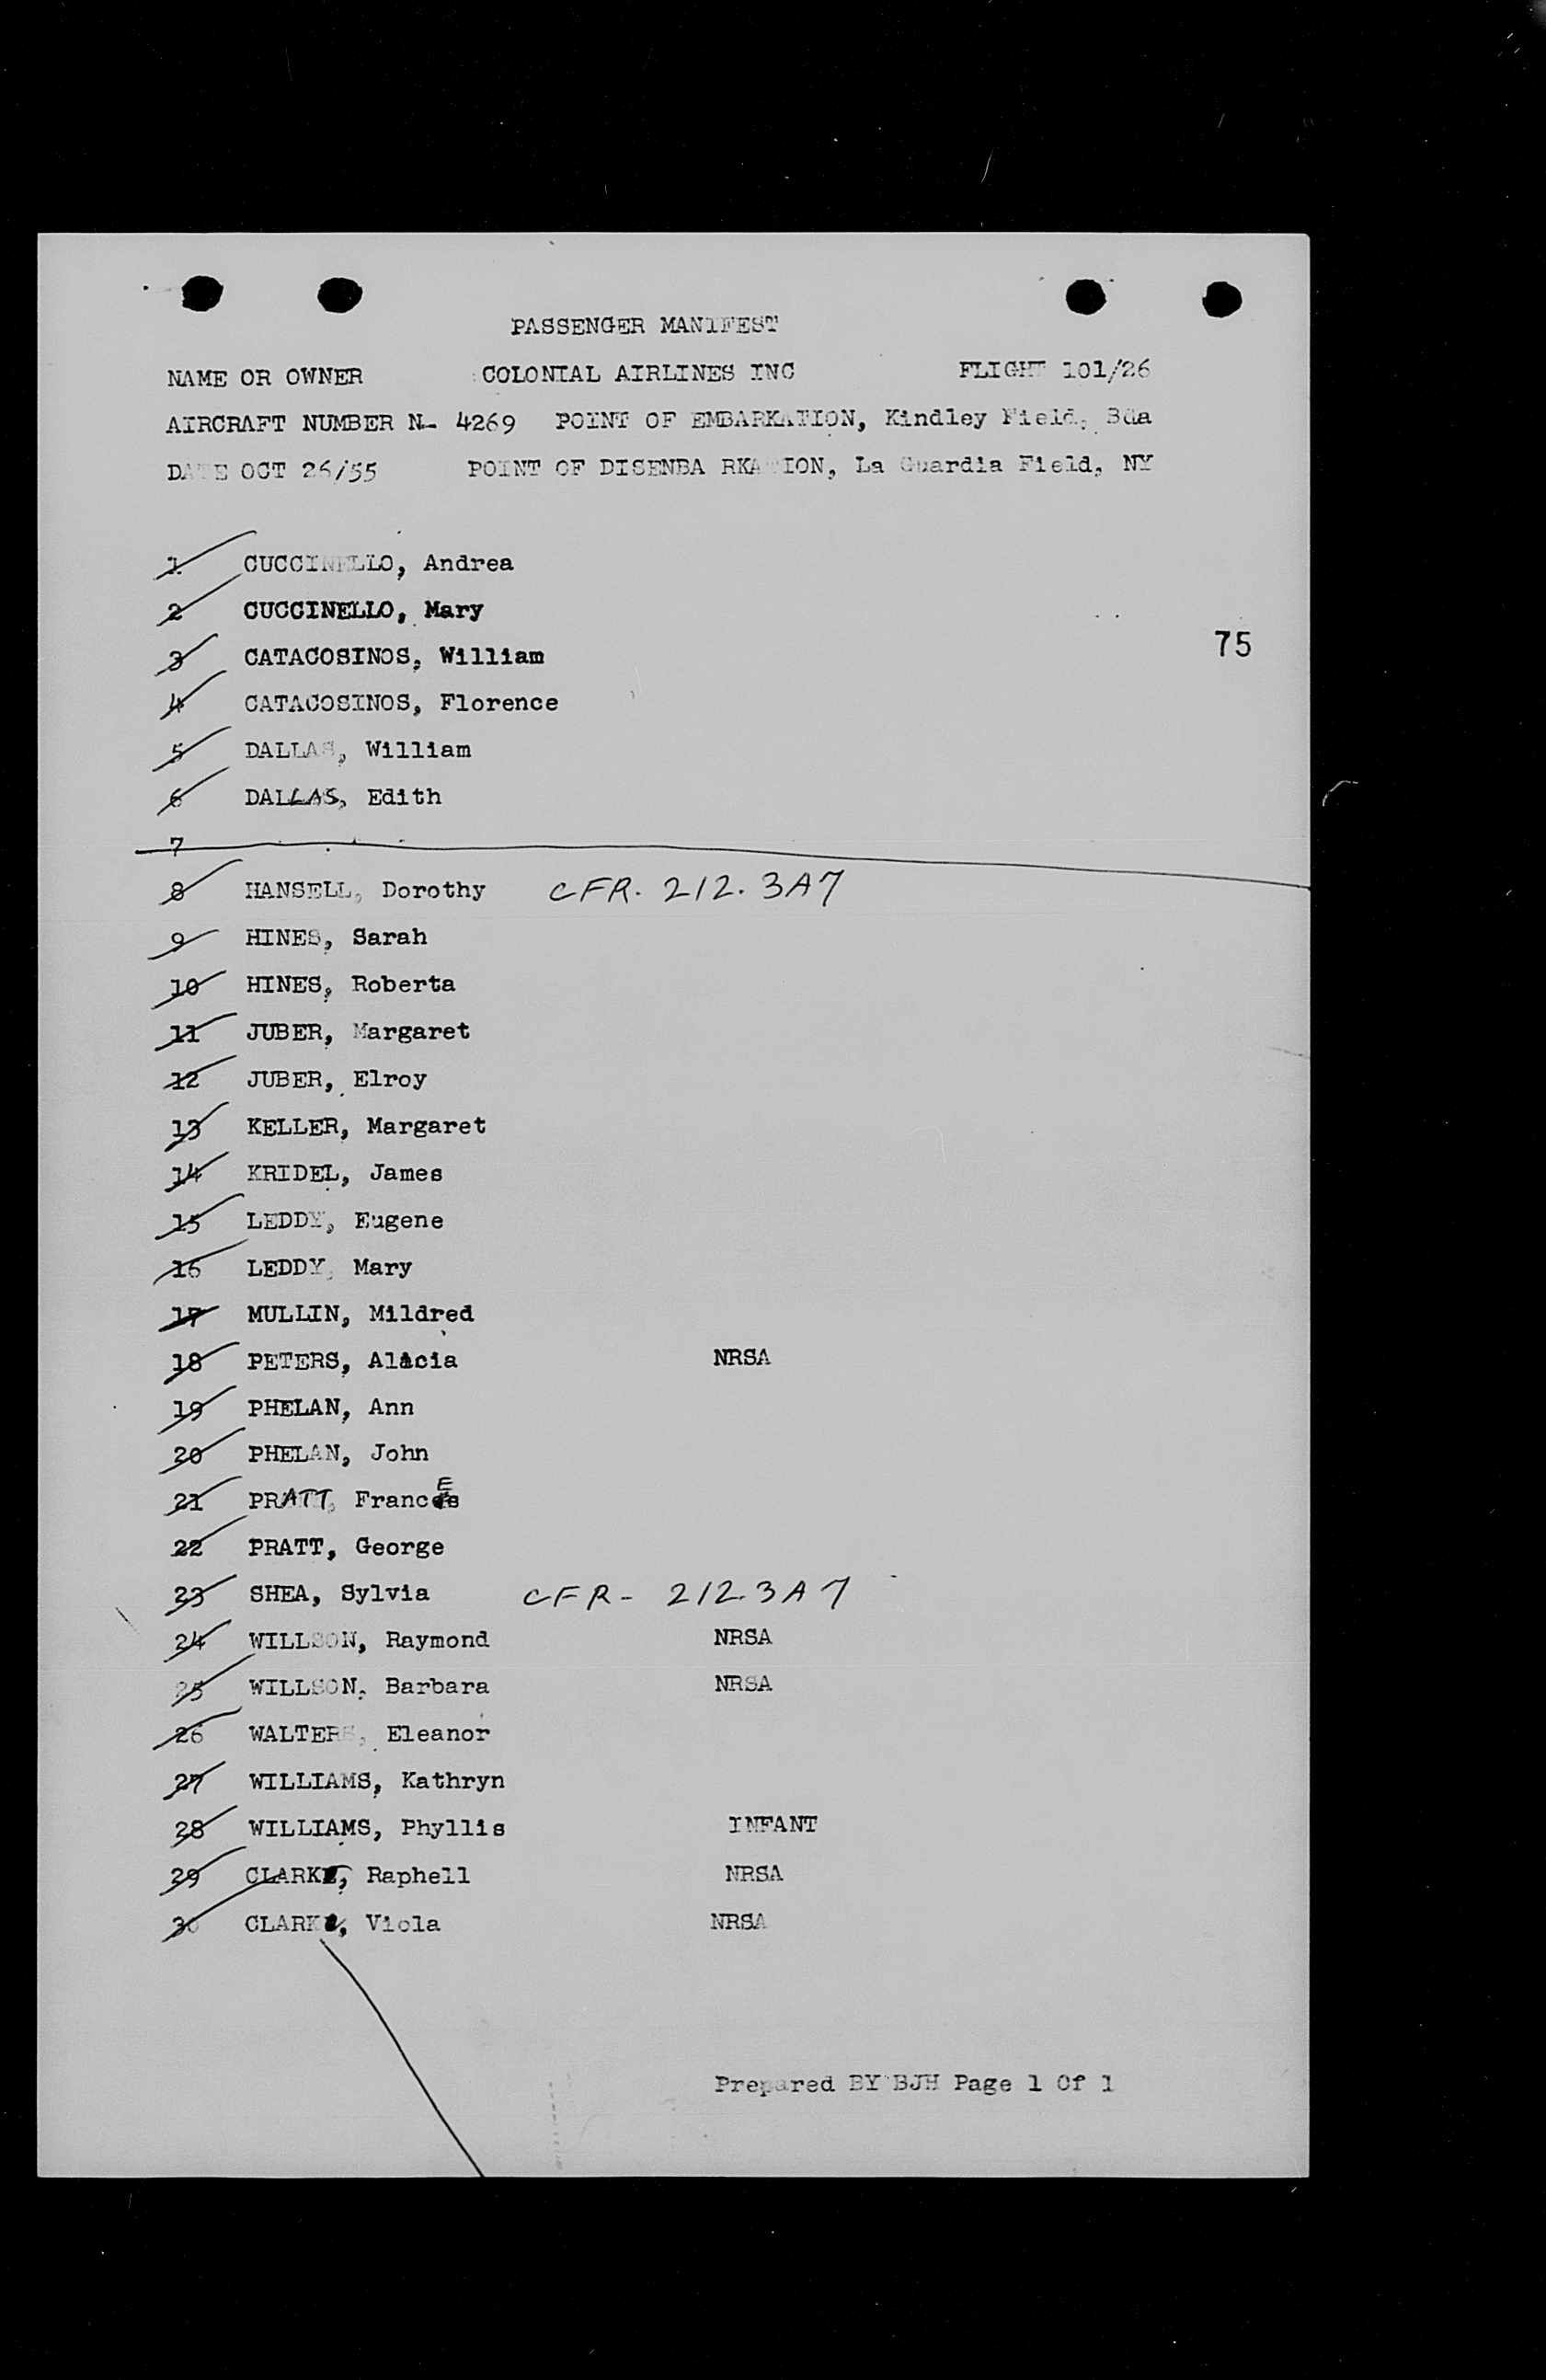 PASSENGER MANIFEST
NAME OR OWNER COLONIAL AIRLINES INC FLIGHT 101/26
AIRCRAFT NUMBER N- 4269 POINT OF EMBARKATION, Kindley Field, Bda
DATE OCT 26/55 POINT OF DISENBA RKATION, La Guardia Field, NY
1 CUCCINELLO, Andrea
2 CUCCINELLO, Mary
3 CATACOSINOS, William
75
4 CATACOSINOS, Florence
5 DALLAS, William
6 DALLAS, Edith
7
8 HANSELL, Dorothy CFR. 212.3A7
9 HINES, Sarah
10 HINES, Roberta
11 JUBER, Margaret
12 JUBER, Elroy
13 KELLER, Margaret
14 KRIDEL, James
15 LEDDY, Eugene
16 LEDDY, Mary
17 MULLIN, Mildred
18 PETERS, Alicia NRSA
19 PHELAN, Ann
20 PHELAN, John
21 PRATT, Frances
22 PRATT, George
23 SHEA, Sylvia CFR- 212.3A7
24 WILLSON, Raymond NRSA
25 WILLSON, Barbara NRSA
26 WALTERS, Eleanor
27 WILLIAMS, Kathryn
28 WILLIAMS, Phyllis INFANT
29 CLARKE, Raphell NRSA
30 CLARKE, Viola NRSA
Prepared BY BJH Page 1 Of 1